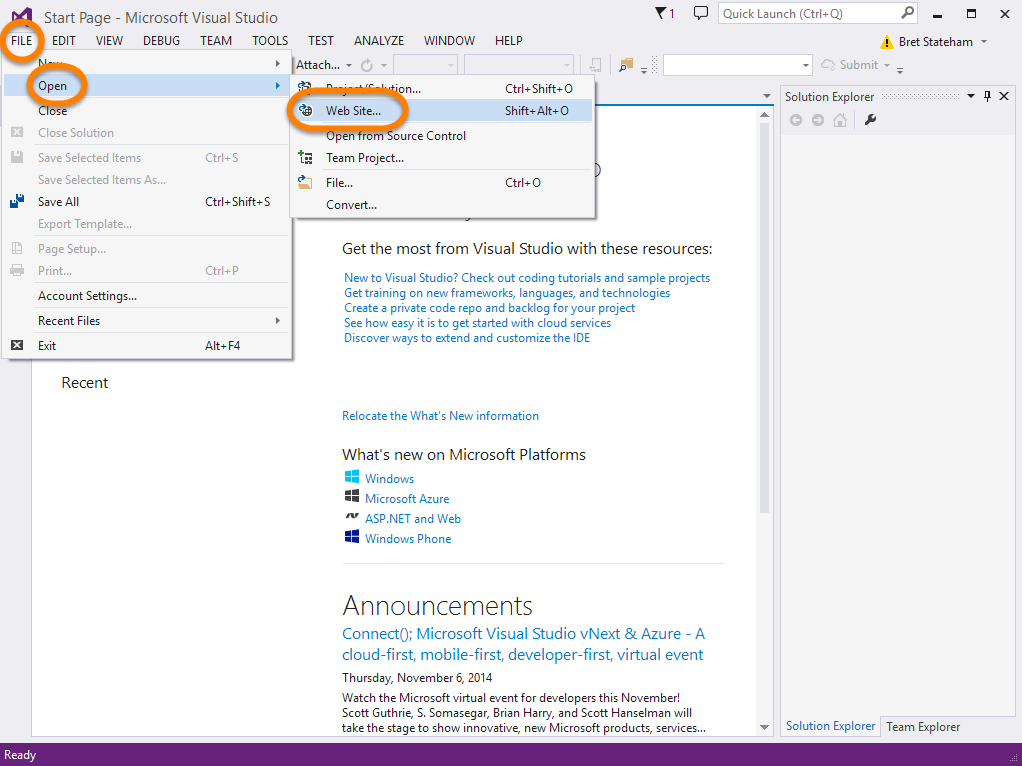 Start Page - Microsoft Visual Studio
1
Quick Launch (Ctrl+Q)
FILE EDIT VIEW DEBUG TEAM TOOLS TEST ANALYZE WINDOW HELP
Bret Stateham
New
Attach...
Submit
Open
Close
Close Solution
Save Selected Items Ctrl+S
Save Selected Items As...
Save All Ctrl+Shift+S
Export Template...
Page Setup...
Print... Ctrl+P
Account Settings...
Recent Files
Exit Alt+F4
Project/Solution... Ctrl+Shift+O
Web Site... Shift+Alt+O
Open from Source Control
Team Project...
File... Ctrl+O
Convert...
Solution Explorer
Get the most from Visual Studio with these resources:
New to Visual Studio? Check out coding tutorials and sample projects
Get training on new frameworks, languages, and technologies
Create a private code repo and backlog for your project
See how easy it is to get started with cloud services
Discover ways to extend and customize the IDE
Recent
Relocate the What's New information
What's new on Microsoft Platforms
Windows
Microsoft Azure
ASP.NET and Web
Windows Phone
Announcements
Connect(); Microsoft Visual Studio vNext & Azure - A
cloud-first, mobile-first, developer-first, virtual event
Thursday, November 6, 2014
Watch the Microsoft virtual event for developers this November!
Scott Guthrie, S. Somasegar, Brian Harry, and Scott Hanselman will
take the stage to show innovative, new Microsoft products, services...
Solution Explorer Team Explorer
Ready